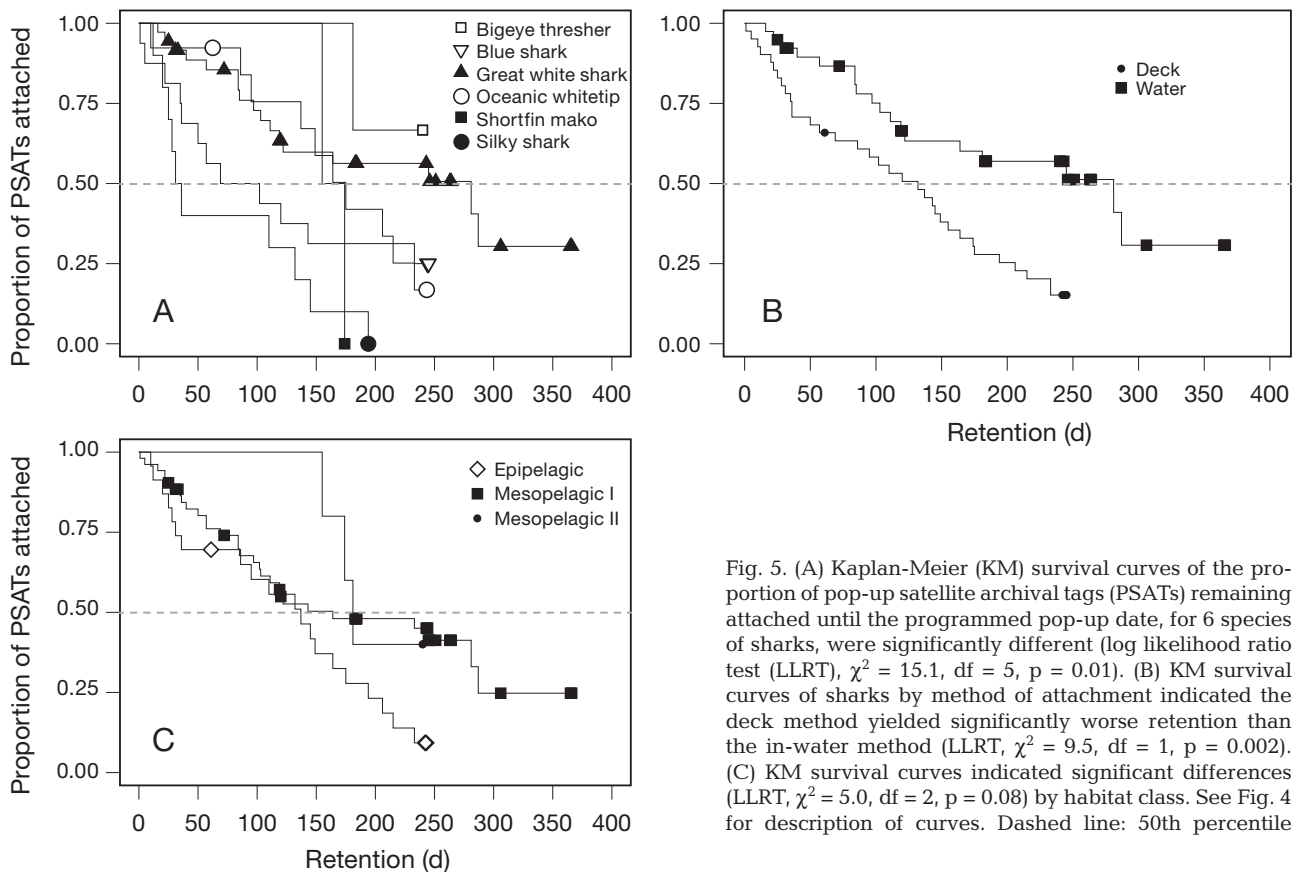 Proportion of PSATs attached
1.00
0.75
0.50
0.25
0.00
A
Bigeye thresher
Blue shark
Great white shark
Oceanic whitetip
Shortfin mako
Silky shark
0 50 100 150 200 250 300 350 400
1.00
0.75
0.50
0.25
0.00
B
Deck
Water
0 50 100 150 200 250 300 350 400
Retention (d)
Proportion of PSATs attached
1.00
0.75
0.50
0.25
0.00
C
Epipelagic
Mesopelagic I
Mesopelagic II
0 50 100 150 200 250 300 350 400
Retention (d)
Fig. 5. (A) Kaplan-Meier (KM) survival curves of the pro-
portion of pop-up satellite archival tags (PSATs) remaining
attached until the programmed pop-up date, for 6 species
of sharks, were significantly different (log likelihood ratio
test (LLRT), χ² = 15.1, df = 5, p = 0.01). (B) KM survival
curves of sharks by method of attachment indicated the
deck method yielded significantly worse retention than
the in-water method (LLRT, χ² = 9.5, df = 1, p = 0.002).
(C) KM survival curves indicated significant differences
(LLRT, χ² = 5.0, df = 2, p = 0.08) by habitat class. See Fig. 4
for description of curves. Dashed line: 50th percentile